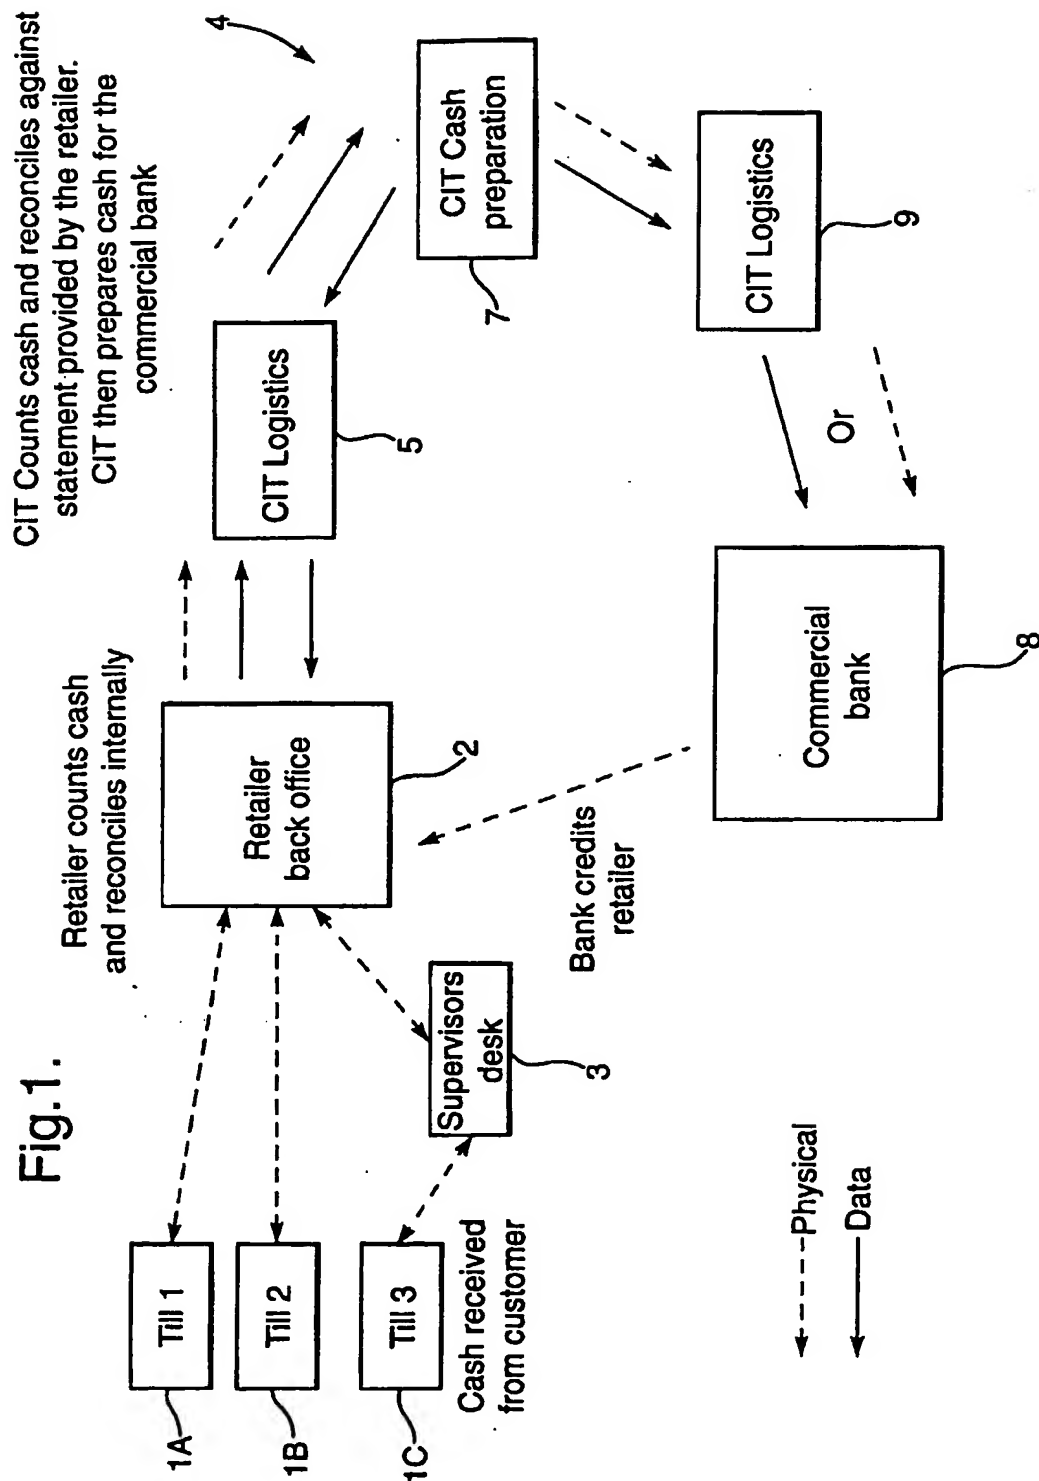 Fig.1.
CIT Counts cash and reconciles against
statement provided by the retailer.
CIT then prepares cash for the
commercial bank
4
Retailer counts cash
and reconciles internally
Till 1
1A
Till 2
1B
Till 3
1C
Cash received
from customer
Supervisors
desk
3
Retailer
back office
2
CIT Logistics
5
CIT Cash
preparation
7
CIT Logistics
9
Or
Commercial
bank
8
Bank credits
retailer
Physical
Data